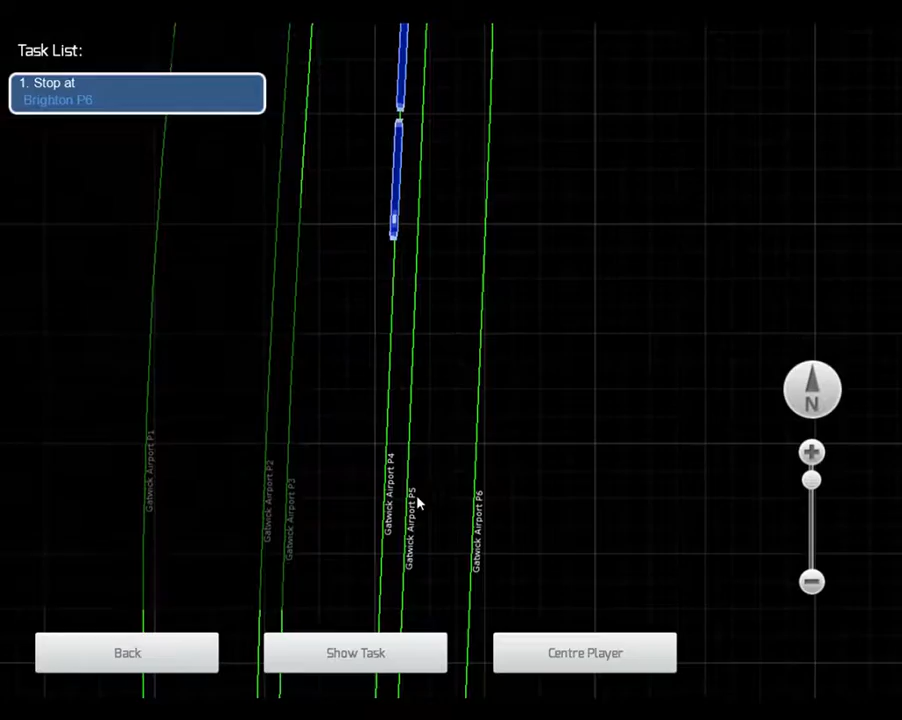 Task List:
1. Stop at
Brighton P6
Gatwick Airport P1
Gatwick Airport P2
Gatwick Airport P3
Gatwick Airport P4
Gatwick Airport P5
Gatwick Airport P6
N
Back
Show Task
Centre Player